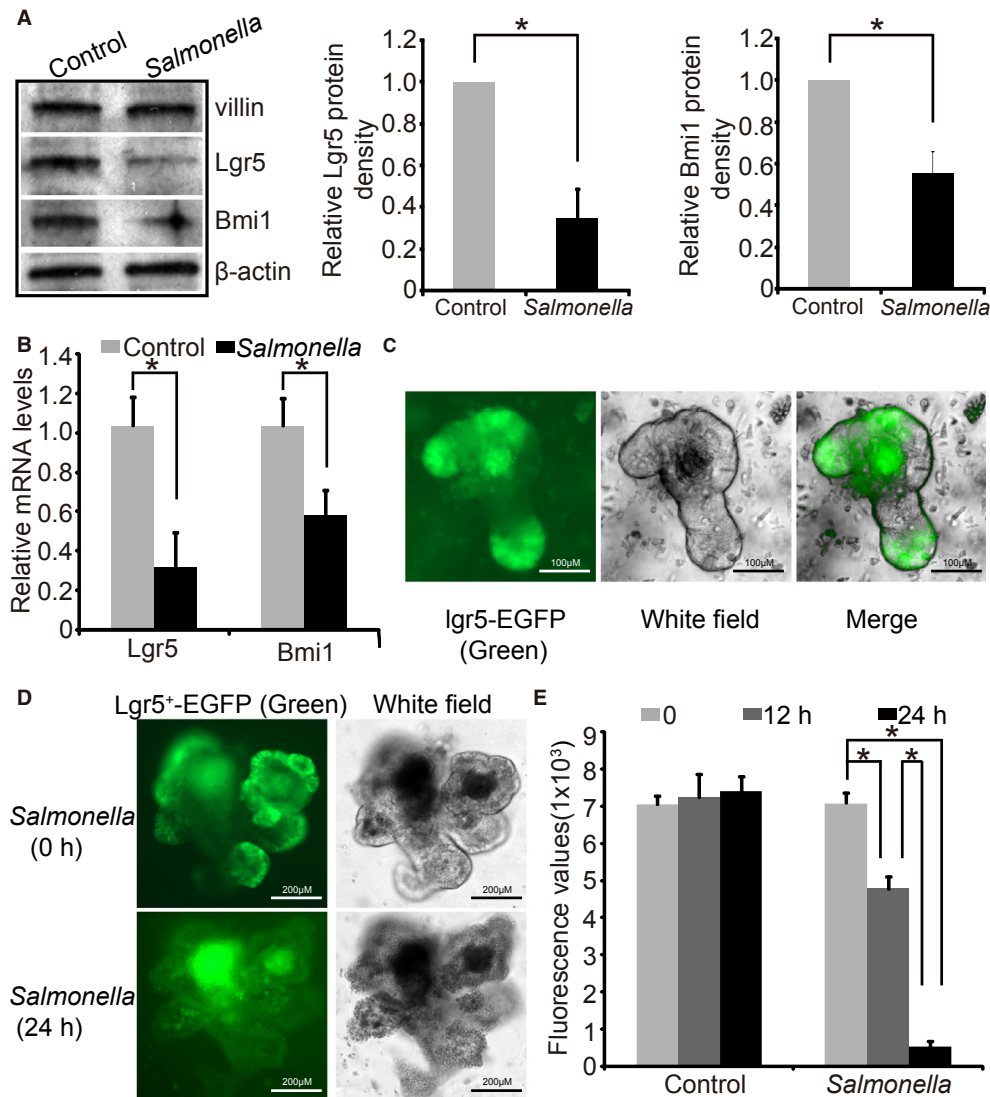 A
Control
Salmonella
villin
Lgr5
Bmi1
β-actin
Relative Lgr5 protein
density
1.2
1.0
0.8
0.6
0.4
0.2
0
*
Control Salmonella
Relative Bmi1 protein
density
1.2
1.0
0.8
0.6
0.4
0.2
0
*
Control Salmonella
B
Control Salmonella
Relative mRNA levels
1.4
1.2
1.0
0.8
0.6
0.4
0.2
0
*
*
Lgr5 Bmi1
C
100µM
100µM
100µM
lgr5-EGFP
(Green)
White field
Merge
D
Lgr5⁺-EGFP (Green) White field
Salmonella
(0 h)
200µM
200µM
Salmonella
(24 h)
200µM
200µM
E
0 12 h 24 h
Fluorescence values(1x10³)
9
8
7
6
5
4
3
2
1
0
*
* *
Control Salmonella